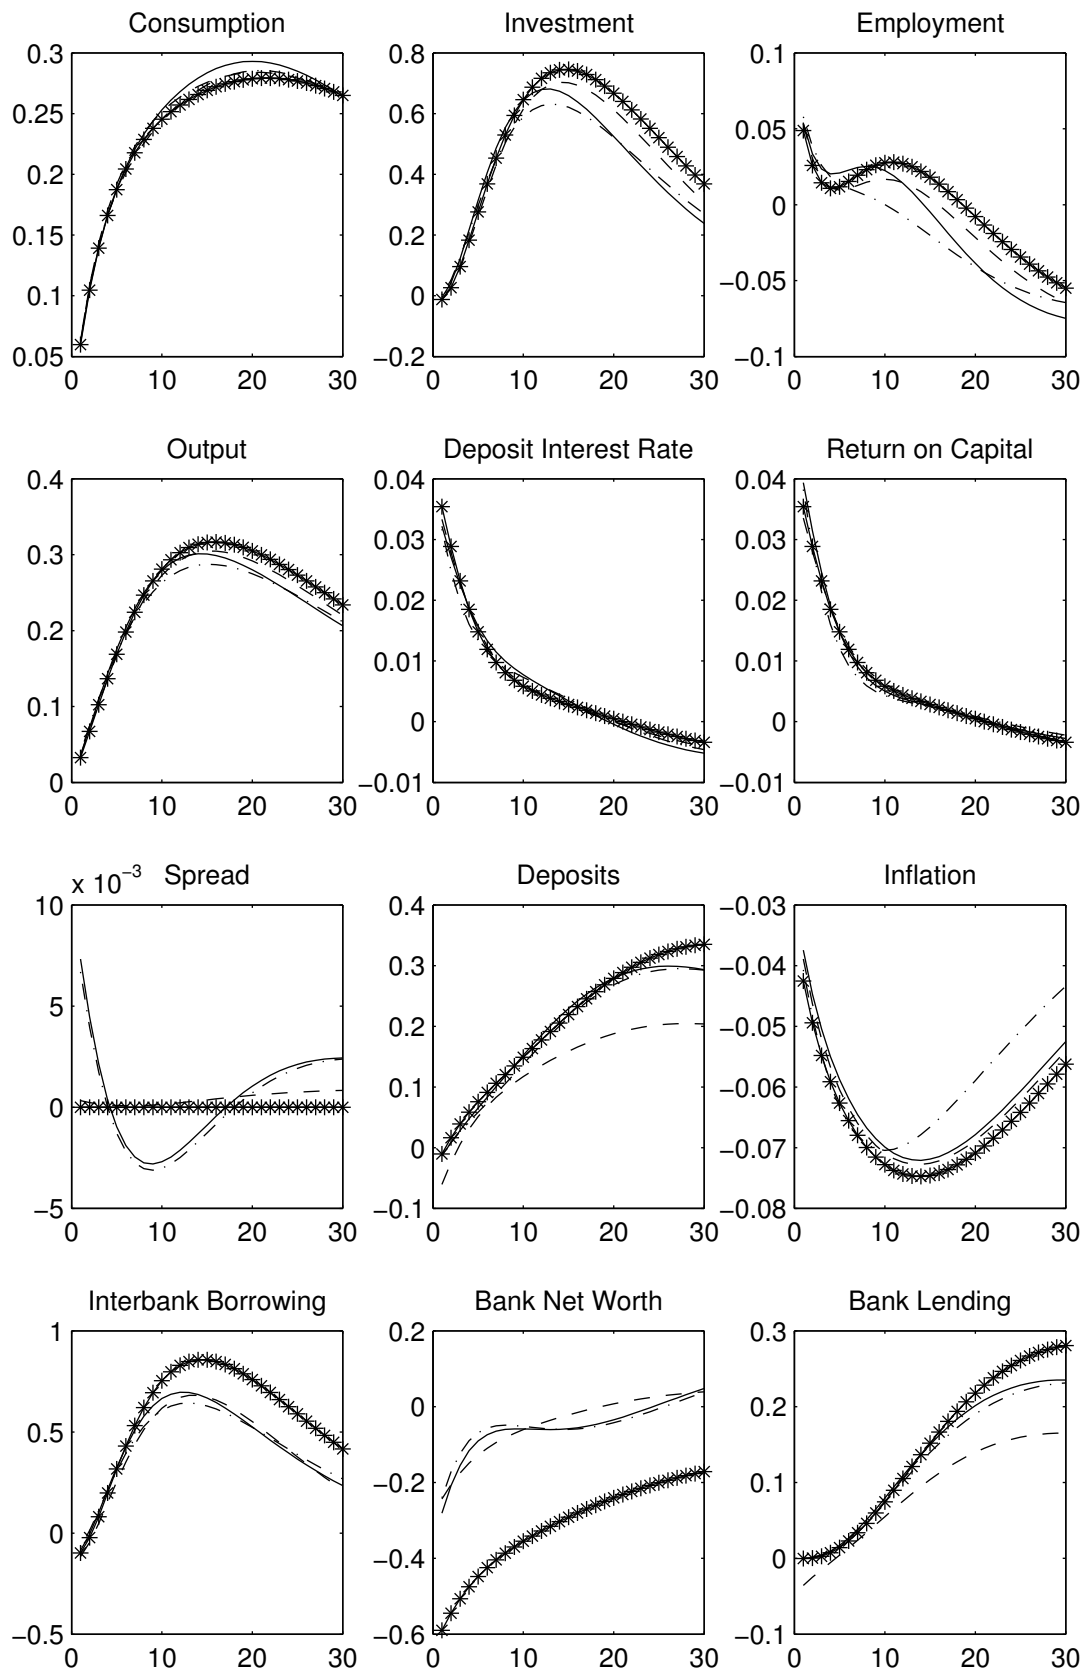 Consumption Investment Employment
0.3 0.8 0.1
0.25 0.6 0.05
0.2 0.4 0
0.15 0.2 −0.05
0.1 0
0.05 −0.2 −0.1
0 10 20 30 0 10 20 30 0 10 20 30
Output Deposit Interest Rate Return on Capital
0.4 0.04 0.04
0.3 0.03 0.03
0.2 0.02 0.02
0.1 0.01 0.01
0 0
0 −0.01 −0.01
0 10 20 30 0 10 20 30 0 10 20 30
x 10−3 Spread Deposits Inflation
10 0.4 −0.03
5 0.3 −0.04
0 0.2 −0.05
0.1 −0.06
0 −0.07
−5 −0.1 −0.08
0 10 20 30 0 10 20 30 0 10 20 30
Interbank Borrowing Bank Net Worth Bank Lending
1 0.2 0.3
0.5 0 0.2
0 −0.2 0.1
−0.4 0
−0.5 −0.6 −0.1
0 10 20 30 0 10 20 30 0 10 20 30